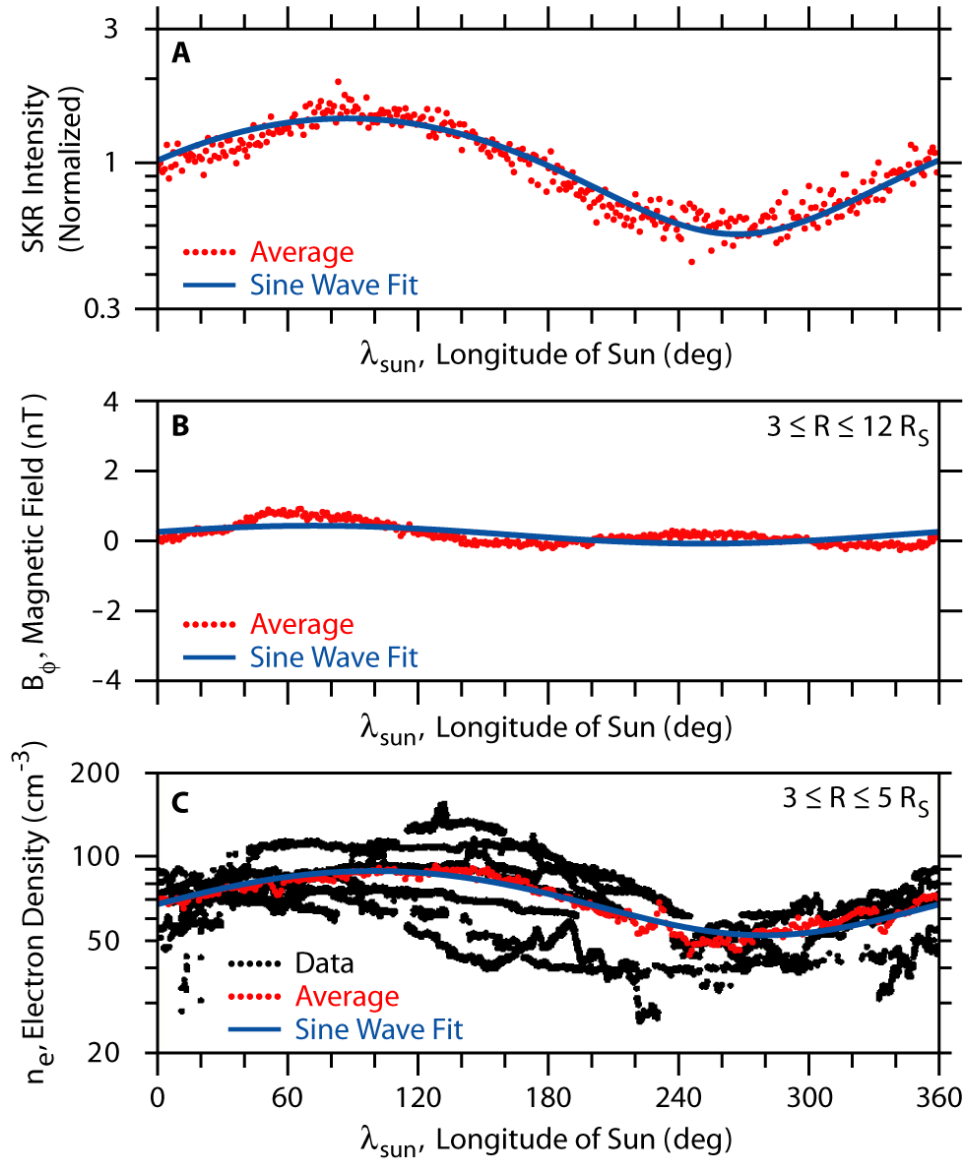 3
A
1
0.3
SKR Intensity
(Normalized)
Average
Sine Wave Fit
λsun, Longitude of Sun (deg)
4
B
3 ≤ R ≤ 12 RS
2
0
-2
-4
Bϕ, Magnetic Field (nT)
Average
Sine Wave Fit
λsun, Longitude of Sun (deg)
200
C
3 ≤ R ≤ 5 RS
100
50
20
ne, Electron Density (cm-3)
Data
Average
Sine Wave Fit
0 60 120 180 240 300 360
λsun, Longitude of Sun (deg)